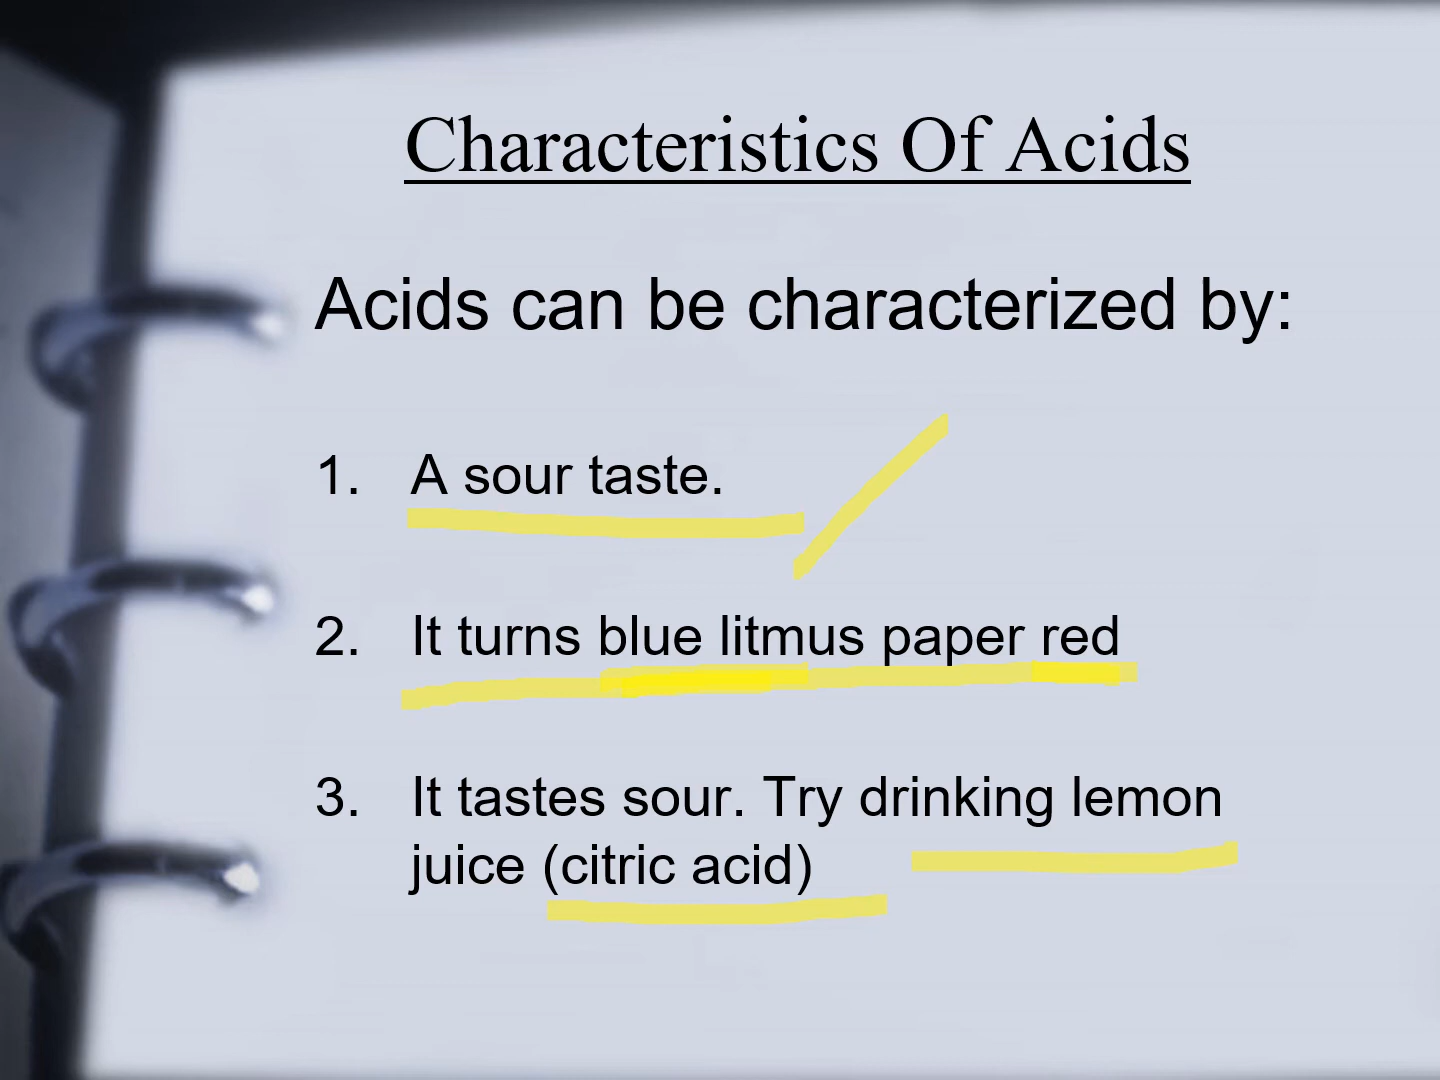 Characteristics Of Acids
Acids can be characterized by:
1. A sour taste.
2. It turns blue litmus paper red
3. It tastes sour. Try drinking lemon
juice (citric acid)